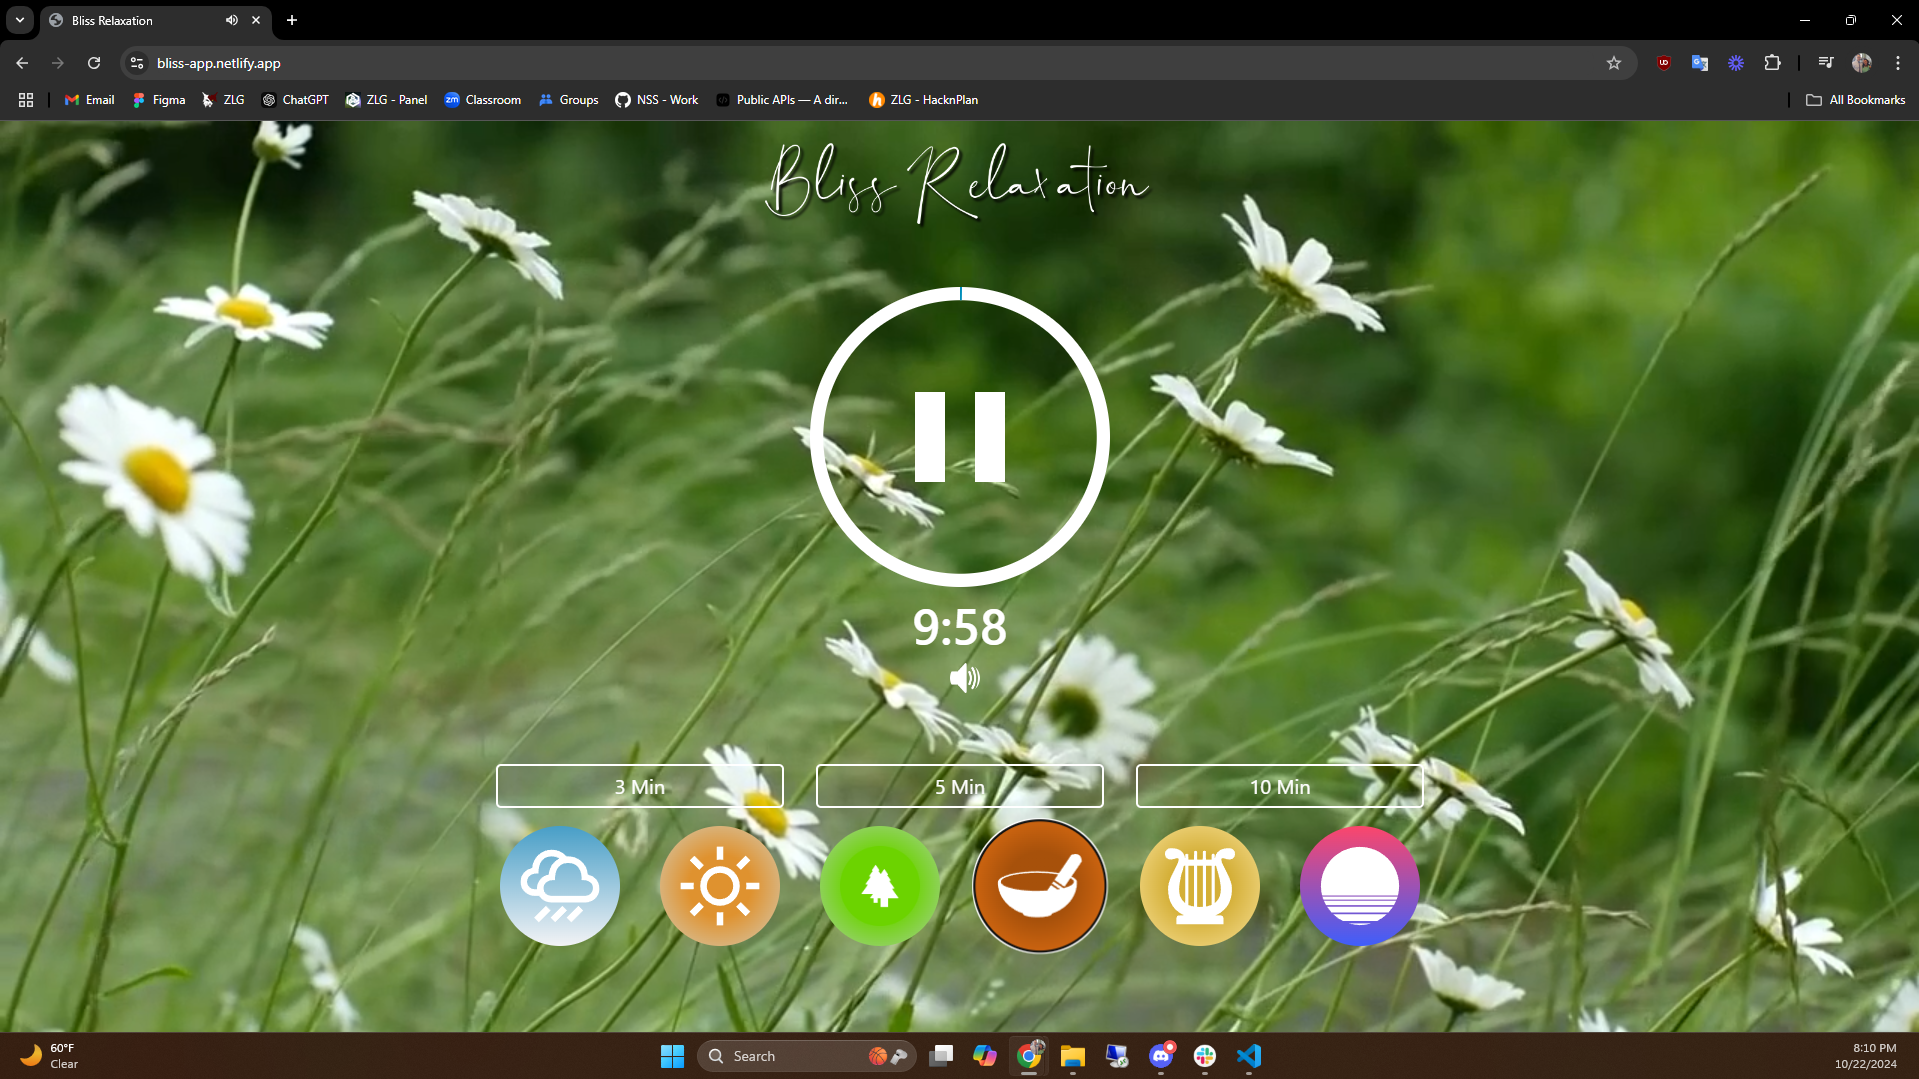 Bliss Relaxation
bliss-app.netlify.app
Email
Figma
ZLG
ChatGPT
ZLG - Panel
zm Classroom
Groups
NSS - Work
Public APIs — A dir...
ZLG - HacknPlan
All Bookmarks
Bliss Relaxation
9:58
3 Min
5 Min
10 Min
60°F
Clear
Search
8:10 PM
10/22/2024